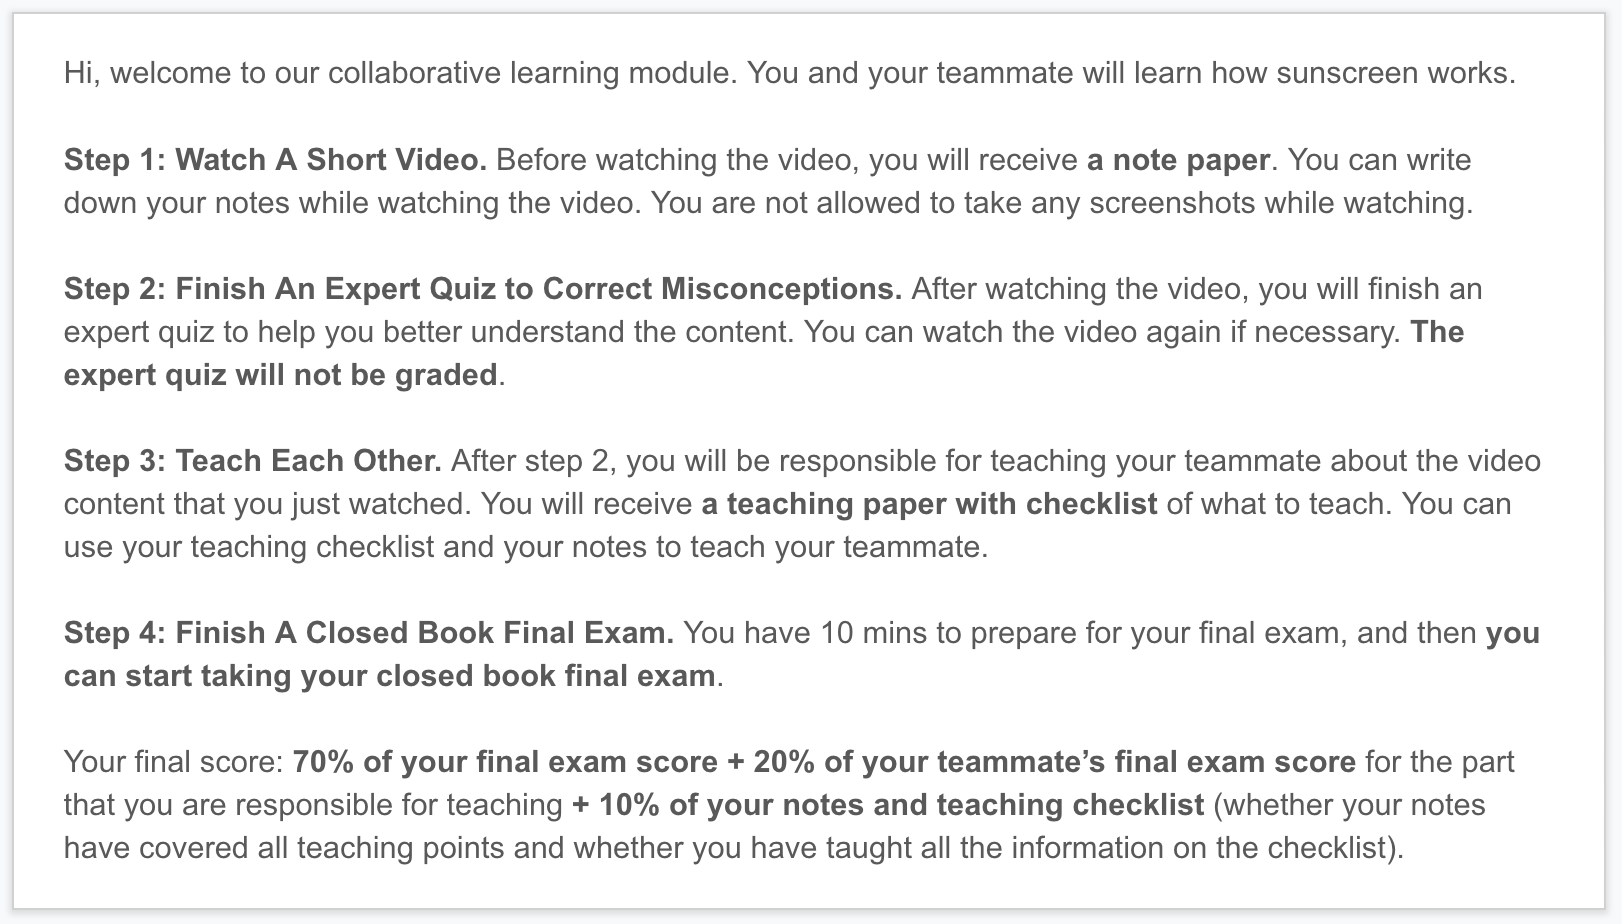 Hi, welcome to our collaborative learning module. You and your teammate will learn how sunscreen works.
Step 1: Watch A Short Video. Before watching the video, you will receive a note paper. You can write
down your notes while watching the video. You are not allowed to take any screenshots while watching.
Step 2: Finish An Expert Quiz to Correct Misconceptions. After watching the video, you will finish an
expert quiz to help you better understand the content. You can watch the video again if necessary. The
expert quiz will not be graded.
Step 3: Teach Each Other. After step 2, you will be responsible for teaching your teammate about the video
content that you just watched. You will receive a teaching paper with checklist of what to teach. You can
use your teaching checklist and your notes to teach your teammate.
Step 4: Finish A Closed Book Final Exam. You have 10 mins to prepare for your final exam, and then you
can start taking your closed book final exam.
Your final score: 70% of your final exam score + 20% of your teammate’s final exam score for the part
that you are responsible for teaching + 10% of your notes and teaching checklist (whether your notes
have covered all teaching points and whether you have taught all the information on the checklist).